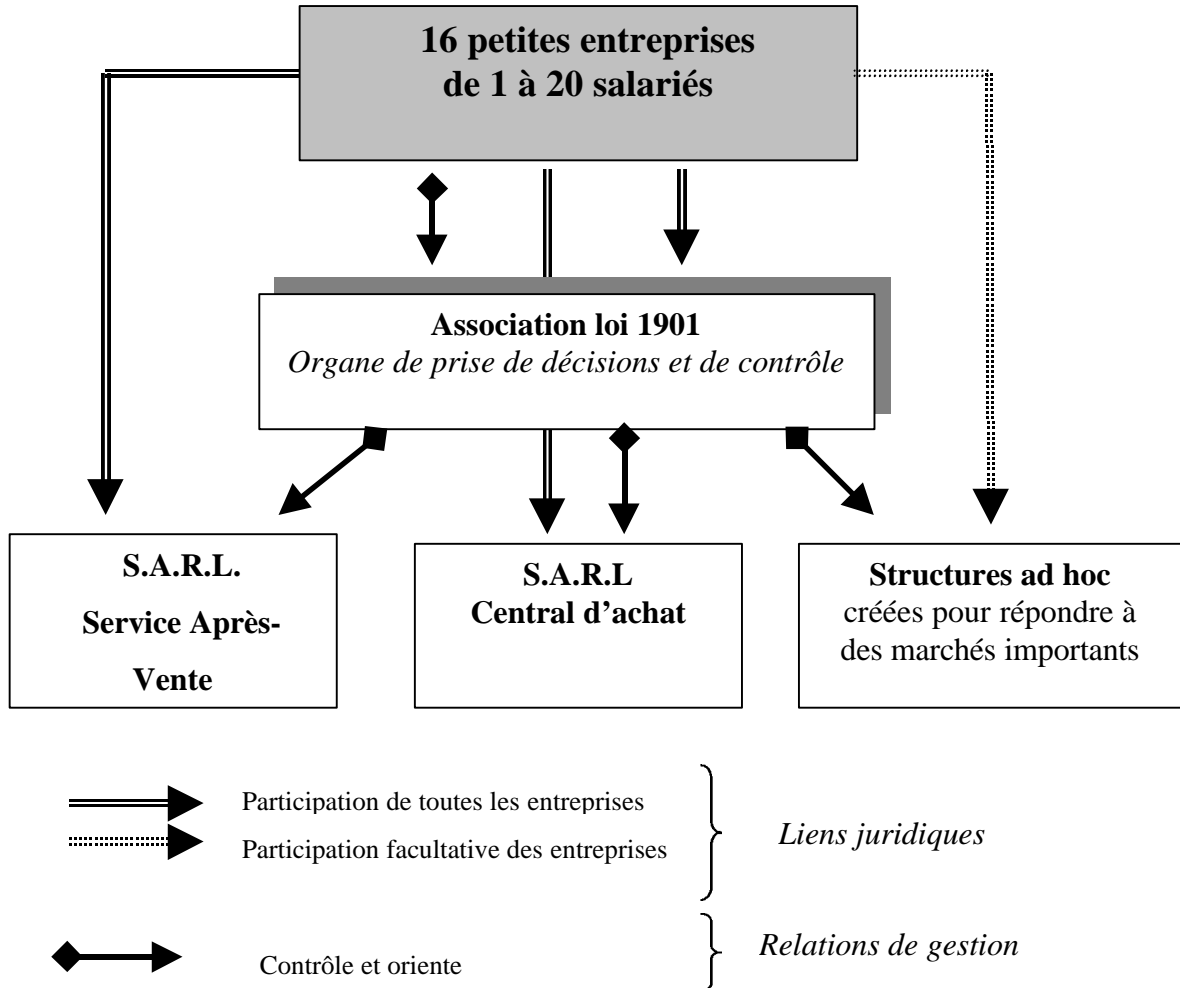 16 petites entreprises
de 1 à 20 salariés
Association loi 1901
Organe de prise de décisions et de contrôle
S.A.R.L.
Service Après-
Vente
S.A.R.L
Central d'achat
Structures ad hoc
créées pour répondre à
des marchés importants
Participation de toutes les entreprises
Participation facultative des entreprises
Liens juridiques
Contrôle et oriente
Relations de gestion